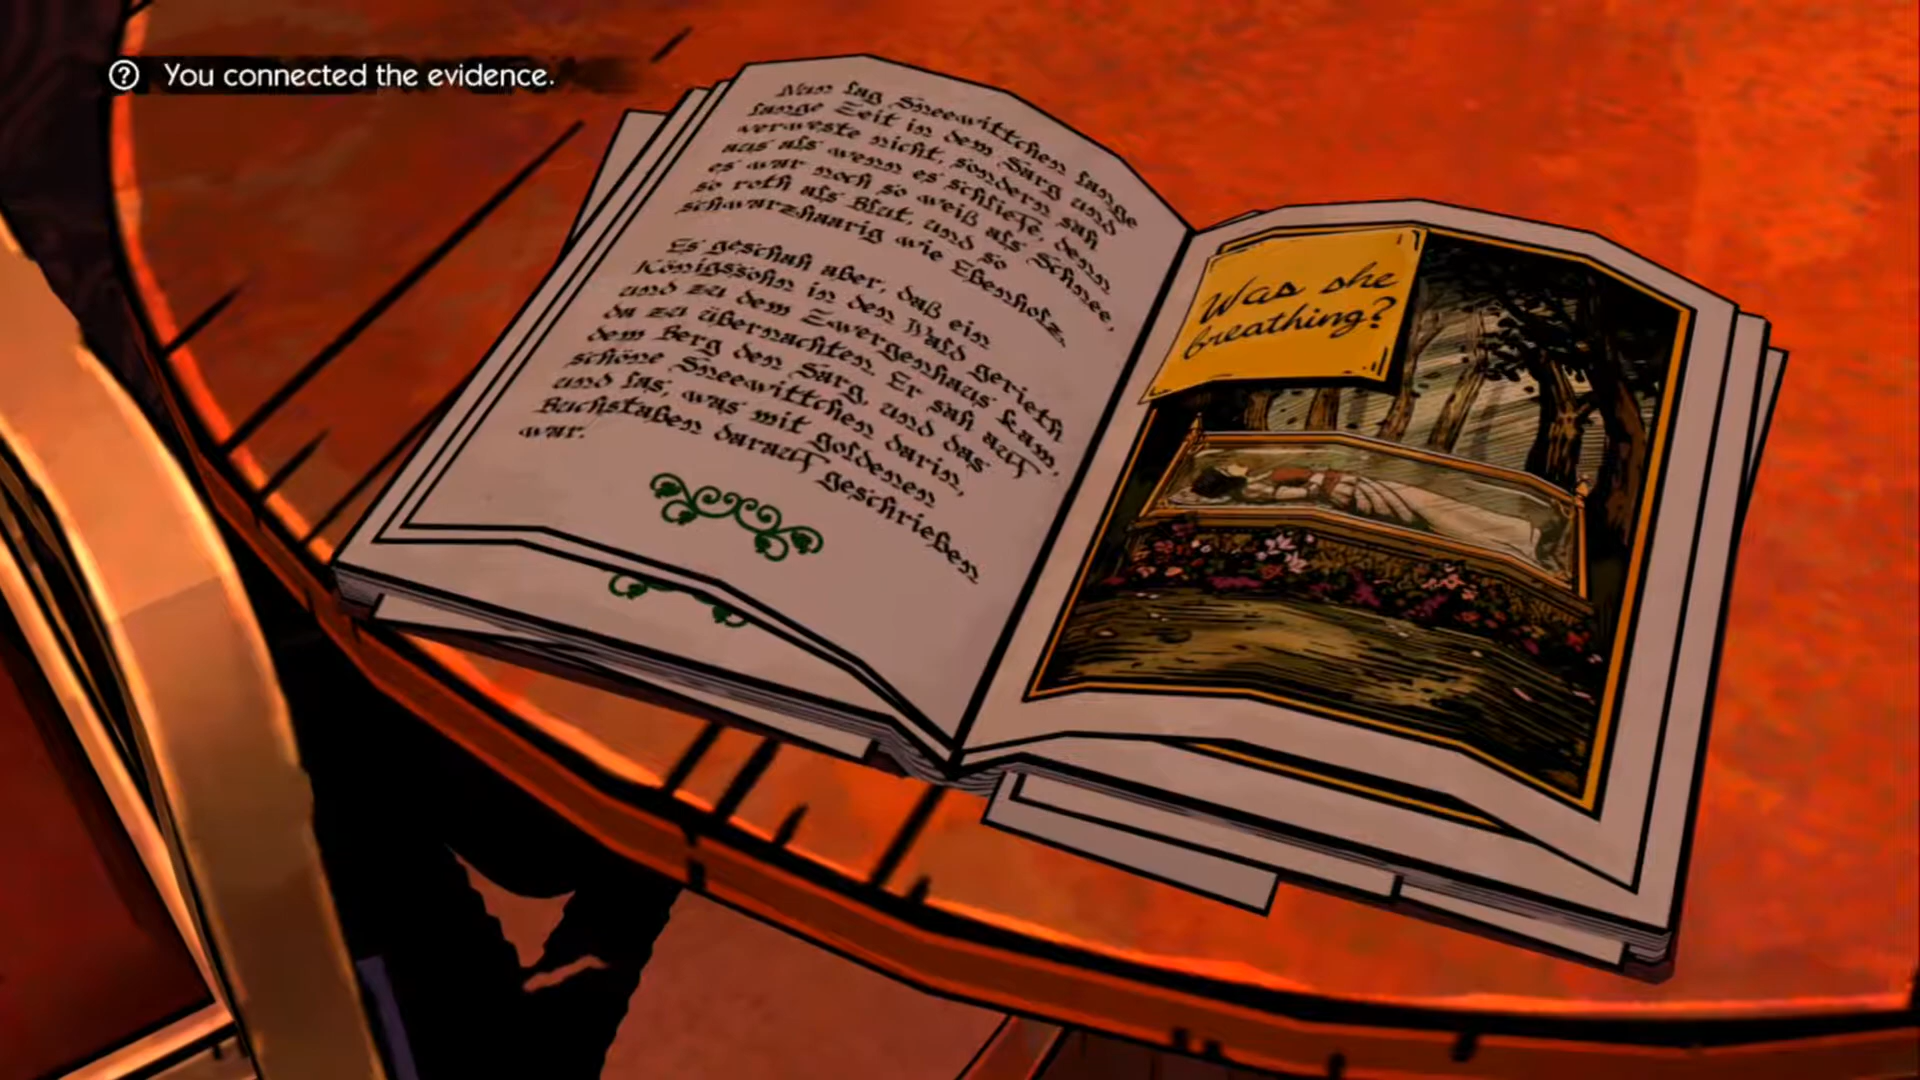 You connected the evidence.
Nun lag Sneewittchen lange
lange Zeit in dem Sarg und
verweste nicht, sondern sah
aus als wenn es schliefe, denn
es war noch so weiß als Schnee,
so roth als Blut, und so
schwarzhaarig wie Ebenholz.
Es geschah aber, daß ein
Königssohn in den Wald gerieth
und zu dem Zwergenhaus kam,
da zu übernachten. Er sah auf
dem Berg den Sarg, und das
schöne Sneewittchen darin,
und las, was mit goldenen
Buchstaben darauf geschrieben
war.
Was she
breathing?